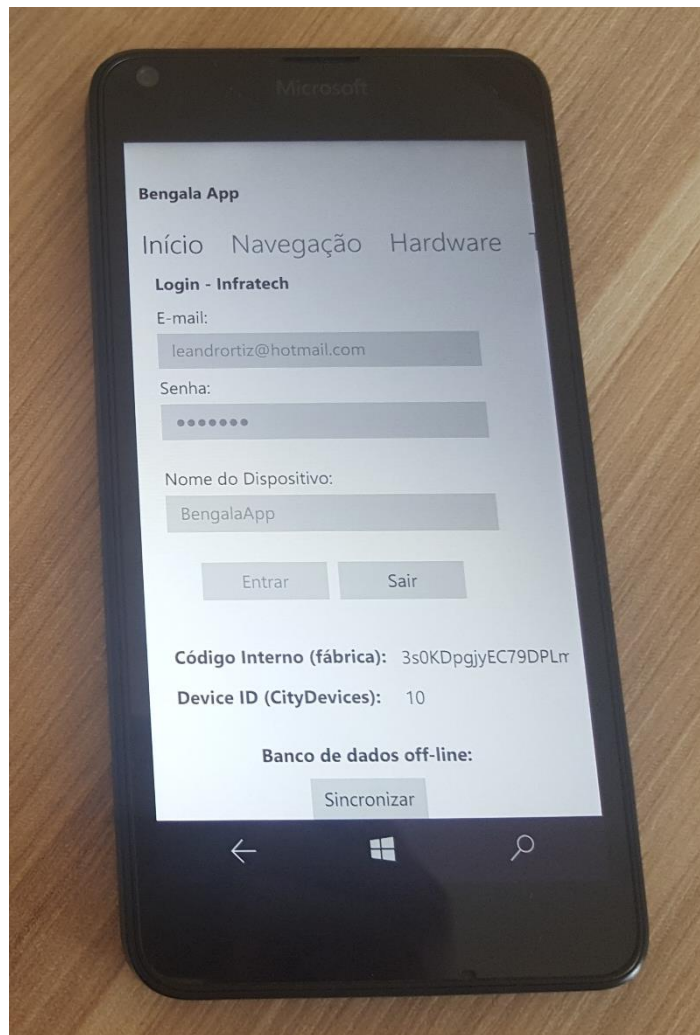 Microsoft
Bengala App
Início Navegação Hardware
Login - Infratech
E-mail:
leandrortiz@hotmail.com
Senha:
•••••••
Nome do Dispositivo:
BengalaApp
Entrar Sair
Código Interno (fábrica): 3s0KDpgjyEC79DPLm
Device ID (CityDevices): 10
Banco de dados off-line:
Sincronizar